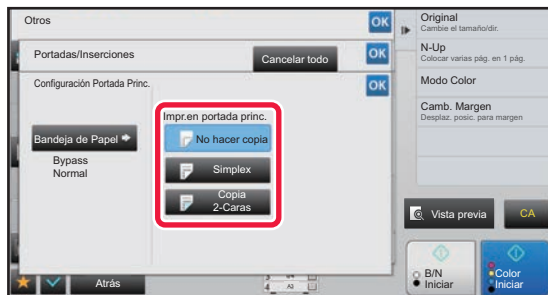 Otros
OK
Portadas/Inserciones
Cancelar todo
OK
Configuración Portada Princ.
OK
Impr.en portada princ.
Bandeja de Papel
Bypass
Normal
No hacer copia
Simplex
Copia
2-Caras
Atrás
Original
Cambie el tamaño/dir.
N-Up
Colocar varias pág. en 1 pág.
Modo Color
Camb. Margen
Desplaz. posic. para margen
Vista previa
CA
B/N
Iniciar
Color
Iniciar